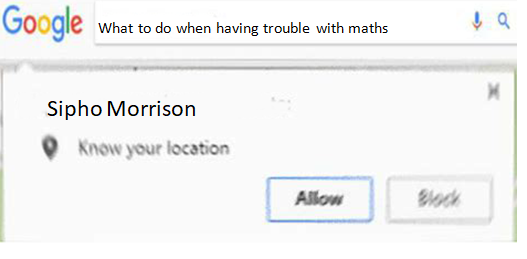 Google What to do when having trouble with maths
Sipho Morrison
Know your location
Allow Block